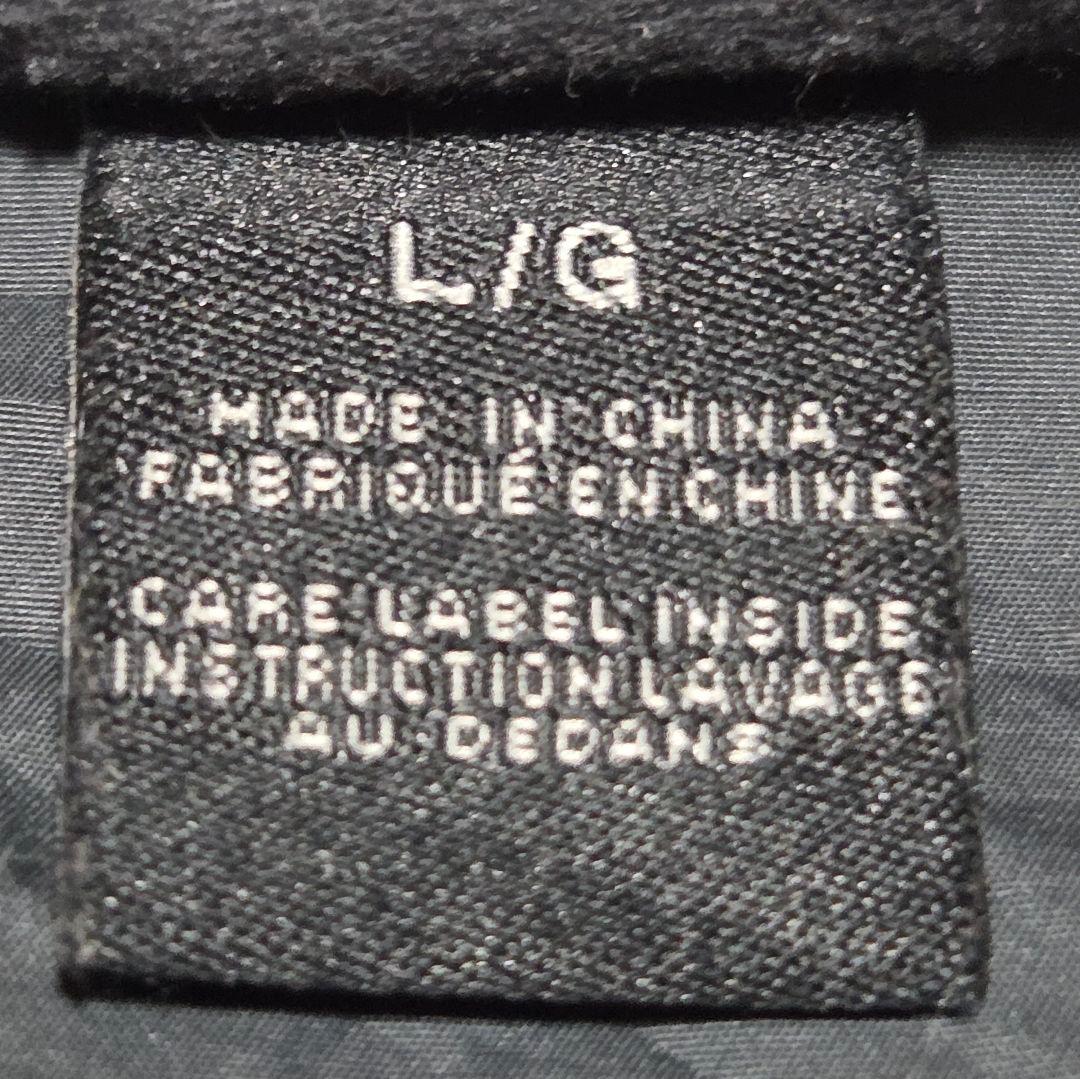 L/G
MADE IN CHINA
FABRIQUÉ EN CHINE
CARE LABEL INSIDE
INSTRUCTION LAVAGE
AU DEDANS